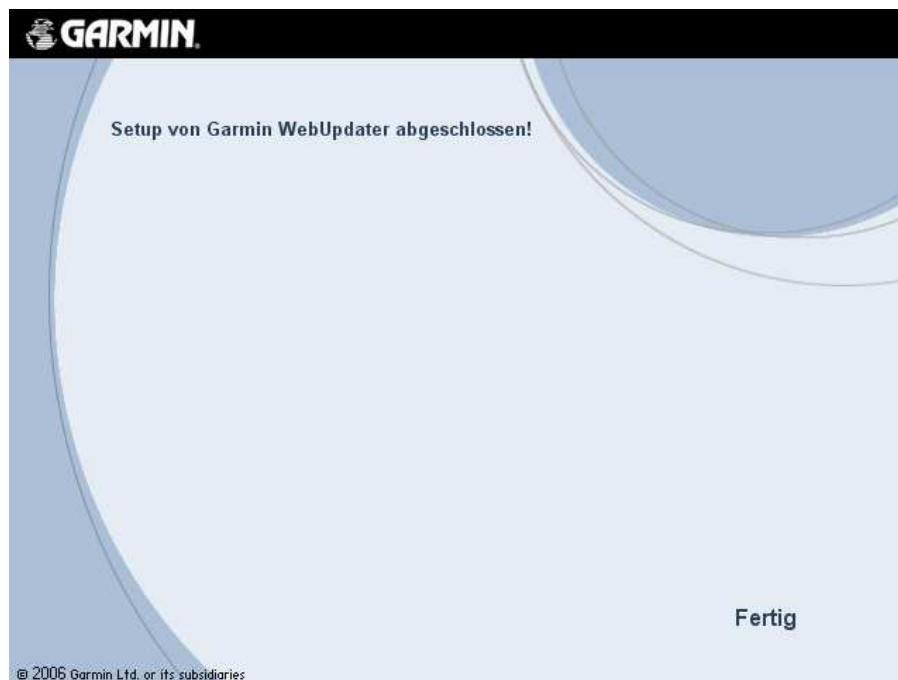 GARMIN.
Setup von Garmin WebUpdater abgeschlossen!
Fertig
© 2006 Garmin Ltd. or its subsidiaries